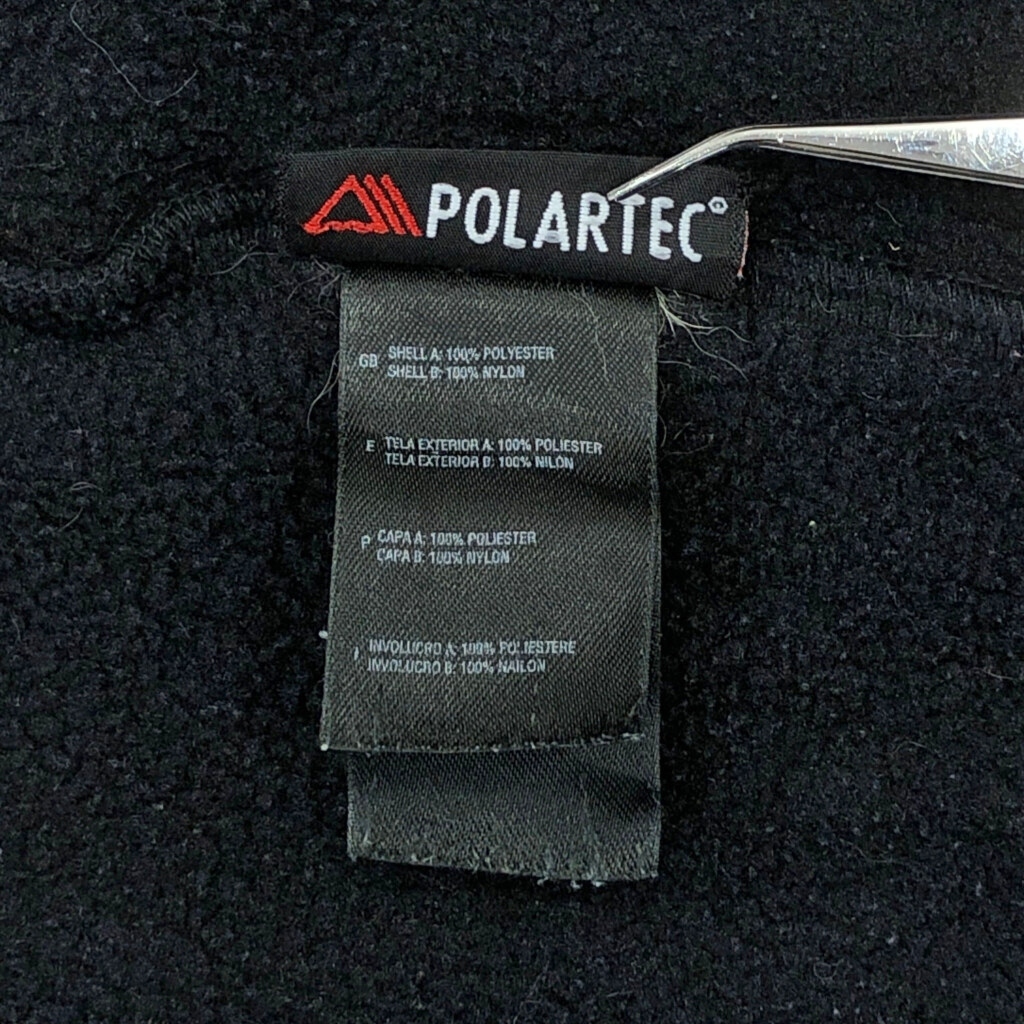 POLARTEC®
GB SHELL A: 100% POLYESTER
SHELL B: 100% NYLON
E TELA EXTERIOR A: 100% POLIESTER
TELA EXTERIOR B: 100% NILON
P CAPA A: 100% POLIESTER
CAPA B: 100% NYLON
I INVOLUCRO A: 100% POLIESTERE
INVOLUCRO B: 100% NAILON